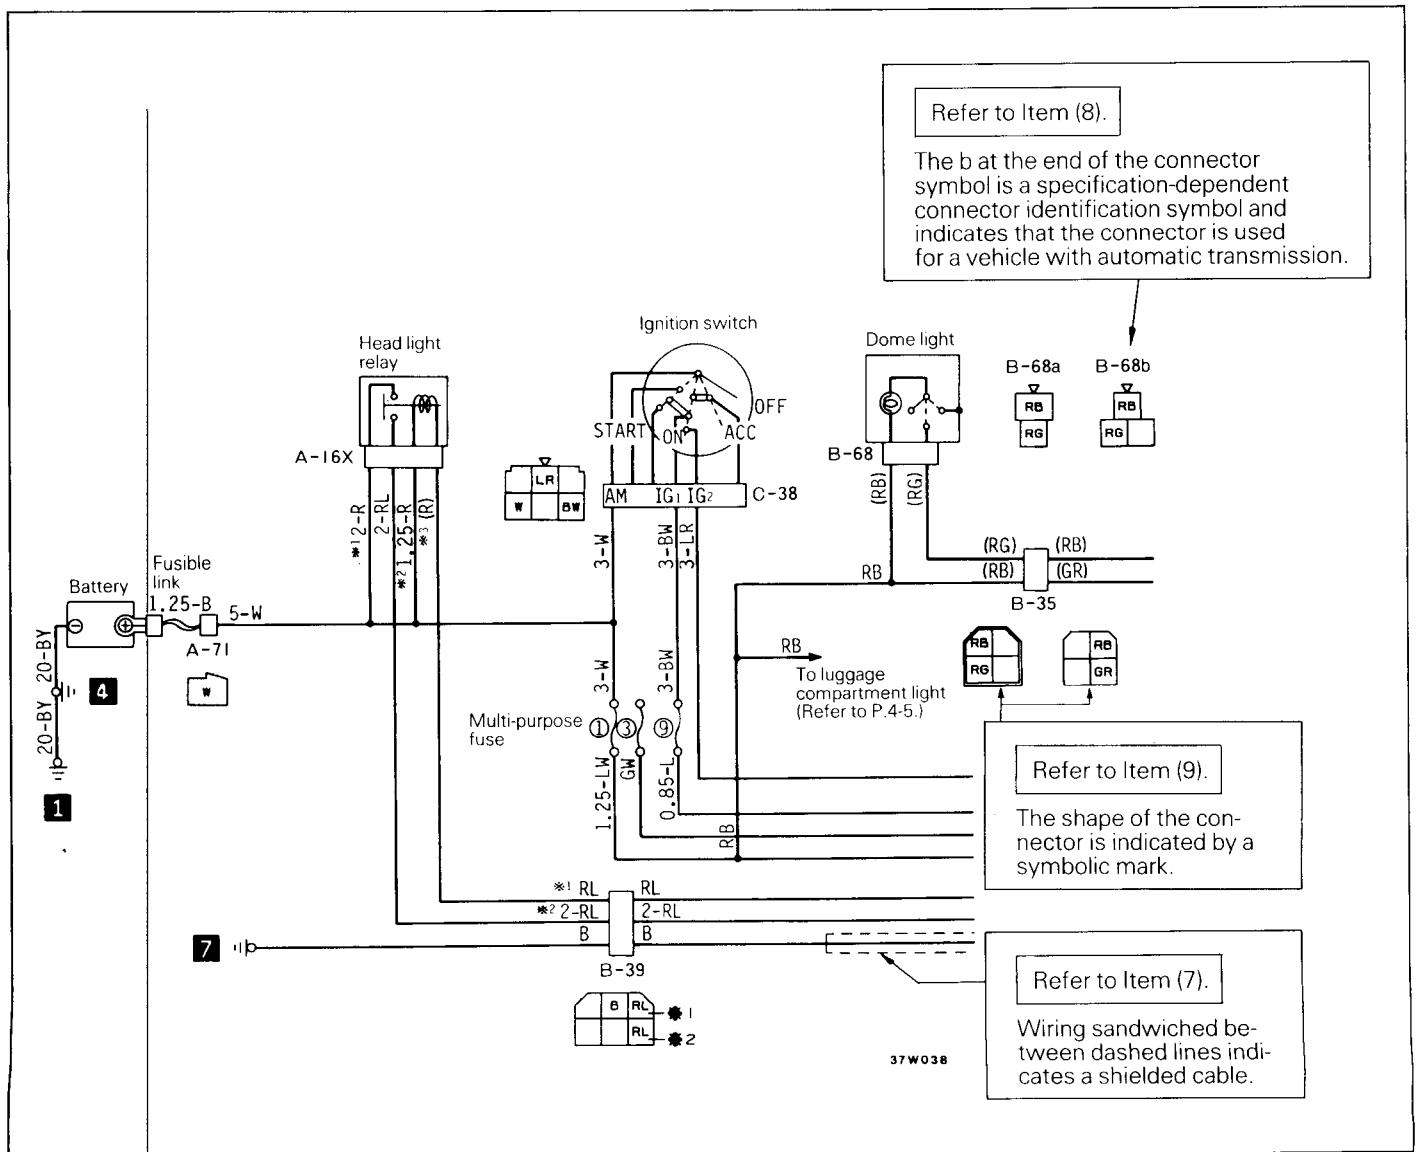 Refer to Item (8).
The b at the end of the connector
symbol is a specification-dependent
connector identification symbol and
indicates that the connector is used
for a vehicle with automatic transmission.
Ignition switch
Head light
relay
Dome light
B-68a
B-68b
RB
RG
RB
RG
OFF
START
ON
ACC
A-16X
B-68
LR
W
BW
AM
IG1
IG2
C-38
(RB)
(RG)
※1 2-R
2-RL
※2 1.25-R
※3 (R)
3-W
3-BW
3-LR
(RG)
(RB)
(RB)
(GR)
RB
B-35
Fusible
link
Battery
1.25-B
5-W
A-71
W
20-BY
20-BY
4
1
RB
RG
RB
GR
RB
To luggage
compartment light
(Refer to P.4-5.)
3-W
3-BW
Multi-purpose
fuse
1
3
9
1.25-LW
GW
0.85-L
RB
Refer to Item (9).
The shape of the con-
nector is indicated by a
symbolic mark.
※1 RL
RL
※2 2-RL
2-RL
B
B
7
B-39
B
RL
※1
RL
※2
Refer to Item (7).
Wiring sandwiched be-
tween dashed lines indi-
cates a shielded cable.
37W038